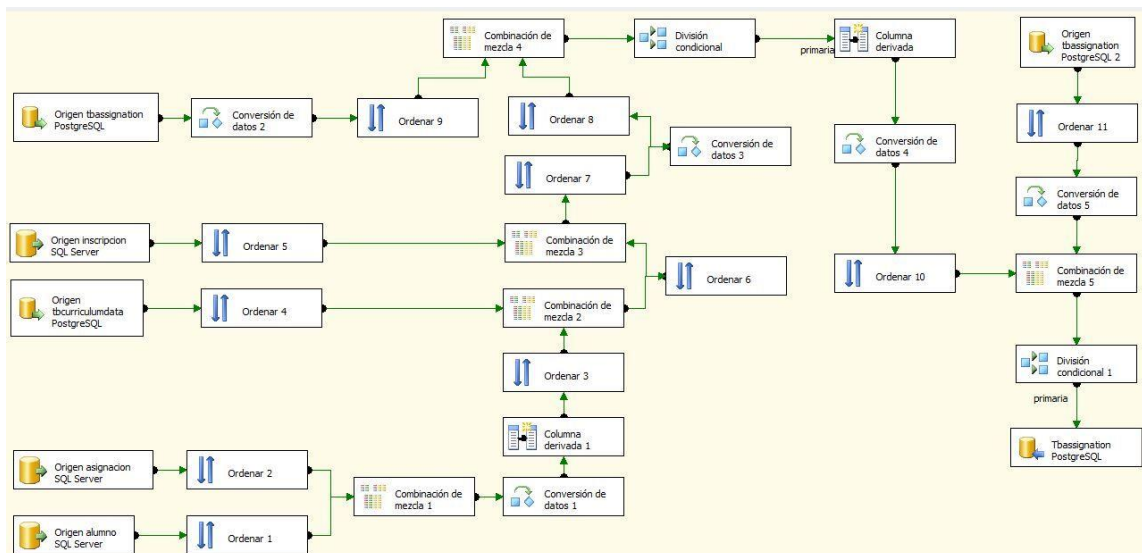 Combinación de
mezcla 4
División
condicional
primaria
Columna
derivada
Origen
tbassignation
PostgreSQL 2
Origen tbassignation
PostgreSQL
Conversión de
datos 2
Ordenar 9
Ordenar 8
Ordenar 11
Conversión de
datos 3
Conversión de
datos 4
Ordenar 7
Conversión de
datos 5
Origen inscripcion
SQL Server
Ordenar 5
Combinación de
mezcla 3
Ordenar 6
Ordenar 10
Combinación de
mezcla 5
Origen
tbcurriculumdata
PostgreSQL
Ordenar 4
Combinación de
mezcla 2
Ordenar 3
División
condicional 1
primaria
Columna
derivada 1
Tbassignation
PostgreSQL
Origen asignacion
SQL Server
Ordenar 2
Combinación de
mezcla 1
Conversión de
datos 1
Origen alumno
SQL Server
Ordenar 1